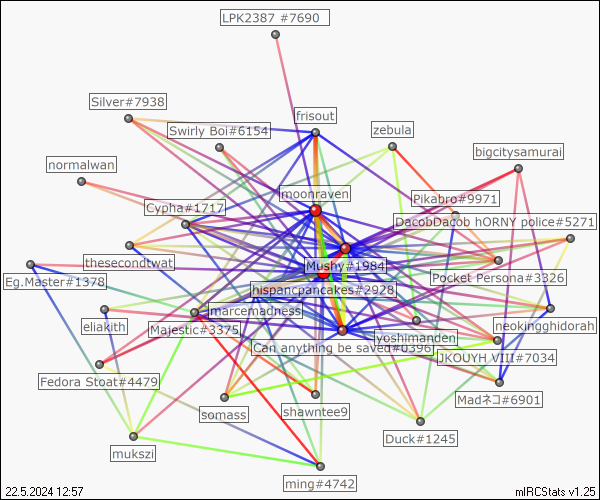 LPK2387 #7690
Silver#7938
frisout
Swirly Boi#6154
zebula
bigcitysamurai
normalwan
moonraven
Pikabro#9971
Cypha#1717
DacobDacob hORNY police#5271
thesecondtwat
Mushy#1984
Eg.Master#1378
Pocket Persona#3326
hispancpancakes#2928
marcemadness
eliakith
Majestic#3375
neokingghidorah
yoshimanden
Can anything be saved#0396
JKOUYH VIII#7034
Fedora Stoat#4479
Madネコ#6901
somass
shawntee9
Duck#1245
mukszi
ming#4742
22.5.2024 12:57
mIRCStats v1.25